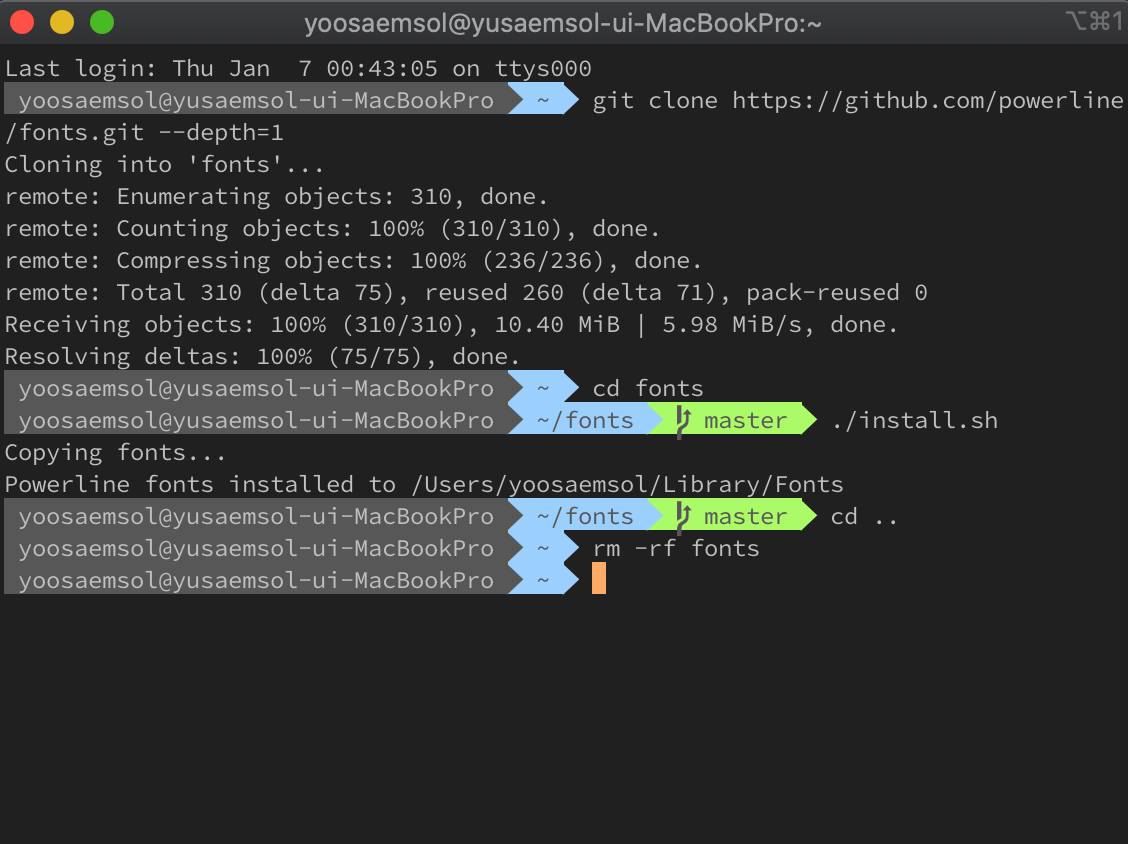 yoosaemsol@yusaemsol-ui-MacBookPro:~ ⌥⌘1
Last login: Thu Jan  7 00:43:05 on ttys000
yoosaemsol@yusaemsol-ui-MacBookPro ~ git clone https://github.com/powerline
/fonts.git --depth=1
Cloning into 'fonts'...
remote: Enumerating objects: 310, done.
remote: Counting objects: 100% (310/310), done.
remote: Compressing objects: 100% (236/236), done.
remote: Total 310 (delta 75), reused 260 (delta 71), pack-reused 0
Receiving objects: 100% (310/310), 10.40 MiB | 5.98 MiB/s, done.
Resolving deltas: 100% (75/75), done.
yoosaemsol@yusaemsol-ui-MacBookPro ~ cd fonts
yoosaemsol@yusaemsol-ui-MacBookPro ~/fonts master ./install.sh
Copying fonts...
Powerline fonts installed to /Users/yoosaemsol/Library/Fonts
yoosaemsol@yusaemsol-ui-MacBookPro ~/fonts master cd ..
yoosaemsol@yusaemsol-ui-MacBookPro ~ rm -rf fonts
yoosaemsol@yusaemsol-ui-MacBookPro ~